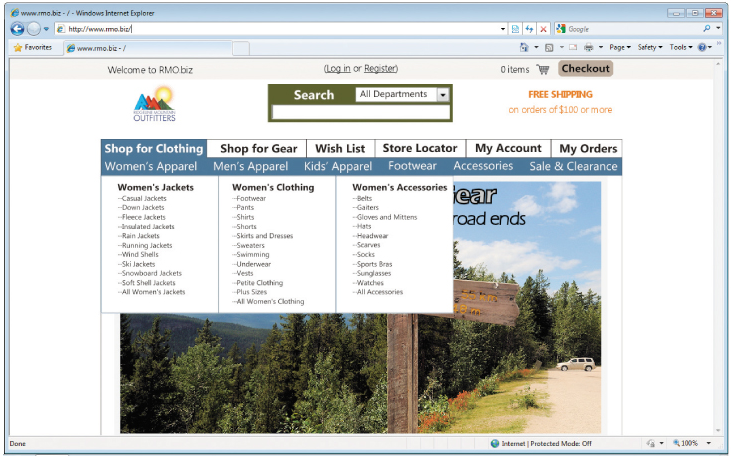 www.rmo.biz - / - Windows Internet Explorer
http://www.rmo.biz/
Google
Favorites
www.rmo.biz - /
Page
Safety
Tools
Welcome to RMO.biz
(Log in or Register)
0 items
Checkout
OUTFITTERS
Search
All Departments
FREE SHIPPING
on orders of $100 or more
Shop for Clothing
Shop for Gear
Wish List
Store Locator
My Account
My Orders
Women's Apparel
Men's Apparel
Kids' Apparel
Footwear
Accessories
Sale & Clearance
Women's Jackets
--Casual Jackets
--Down Jackets
--Fleece Jackets
--Insulated Jackets
--Rain Jackets
--Running Jackets
--Wind Shells
--Ski Jackets
--Snowboard Jackets
--Soft Shell Jackets
--All Women's Jackets
Women's Clothing
--Footwear
--Pants
--Shirts
--Shorts
--Skirts and Dresses
--Sweaters
--Swimming
--Underwear
--Vests
--Petite Clothing
--Plus Sizes
--All Women's Clothing
Women's Accessories
--Belts
--Gaiters
--Gloves and Mittens
--Hats
--Headwear
--Scarves
--Socks
--Sports Bras
--Sunglasses
--Watches
--All Accessories
Gear
road ends
Done
Internet | Protected Mode: Off
100%